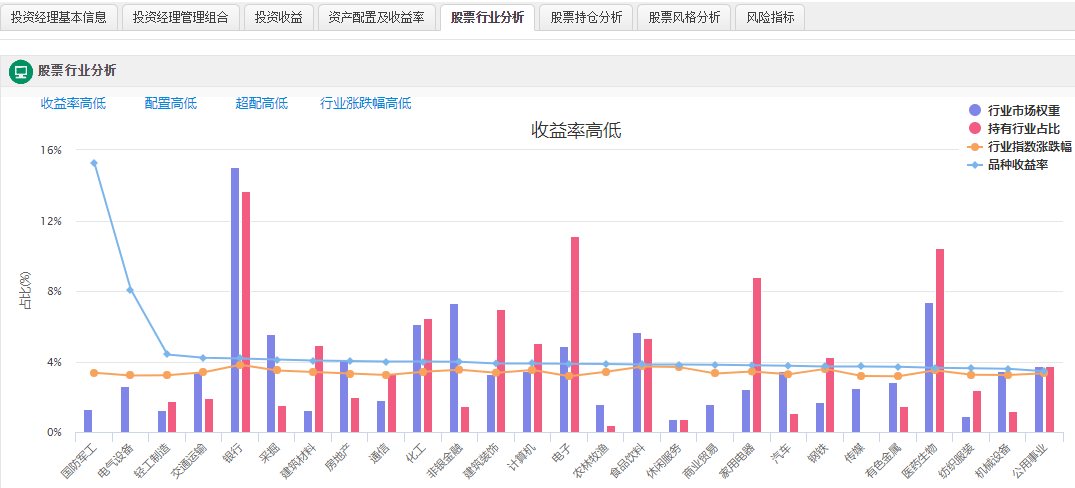 投资经理基本信息 投资经理管理组合 投资收益 资产配置及收益率 股票行业分析 股票持仓分析 股票风格分析 风险指标
股票行业分析
收益率高低 配置高低 超配高低 行业涨跌幅高低
收益率高低
行业市场权重
持有行业占比
行业指数涨跌幅
品种收益率
占比(%)
16%
12%
8%
4%
0%
国防军工 电气设备 轻工制造 交通运输 银行 采掘 建筑材料 房地产 通信 化工 非银金融 建筑装饰 计算机 电子 农林牧渔 食品饮料 休闲服务 商业贸易 家用电器 汽车 钢铁 传媒 有色金属 医药生物 纺织服装 机械设备 公用事业